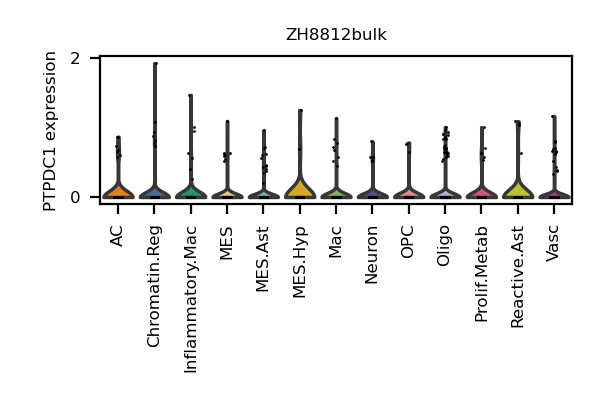 ZH8812bulk
PTPDC1 expression
2
0
AC
Chromatin.Reg
Inflammatory.Mac
MES
MES.Ast
MES.Hyp
Mac
Neuron
OPC
Oligo
Prolif.Metab
Reactive.Ast
Vasc